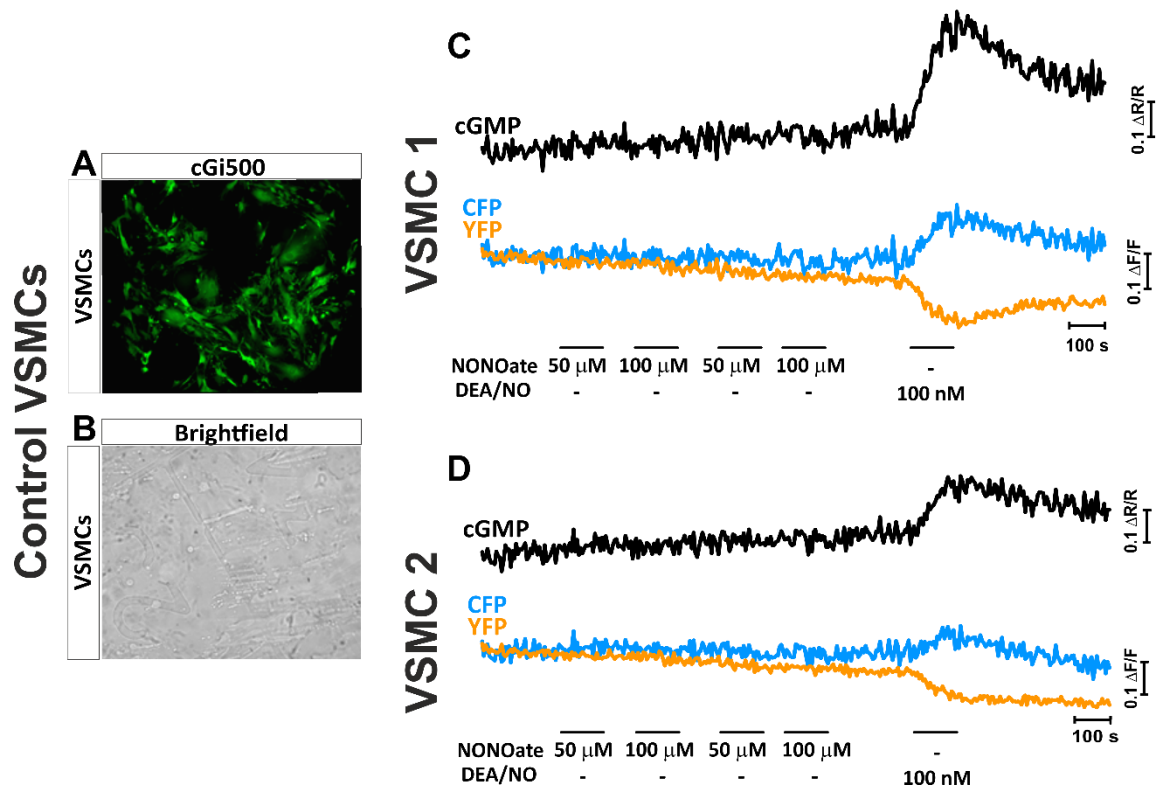 Control VSMCs
A
cGi500
VSMCs
B
Brightfield
VSMCs
C
VSMC 1
cGMP
0.1 ΔR/R
CFP
YFP
0.1 ΔF/F
100 s
NONOate 50 μM 100 μM 50 μM 100 μM -
DEA/NO - - - - 100 nM
D
VSMC 2
cGMP
0.1 ΔR/R
CFP
YFP
0.1 ΔF/F
100 s
NONOate 50 μM 100 μM 50 μM 100 μM -
DEA/NO - - - - 100 nM